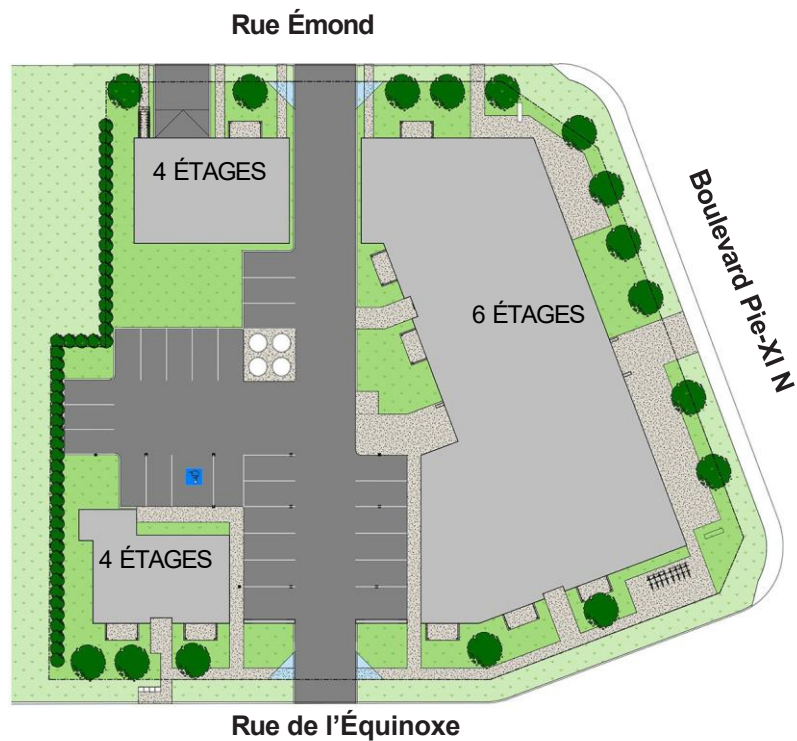 Rue Émond
4 ÉTAGES
Boulevard Pie-XI N
6 ÉTAGES
4 ÉTAGES
Rue de l'Équinoxe